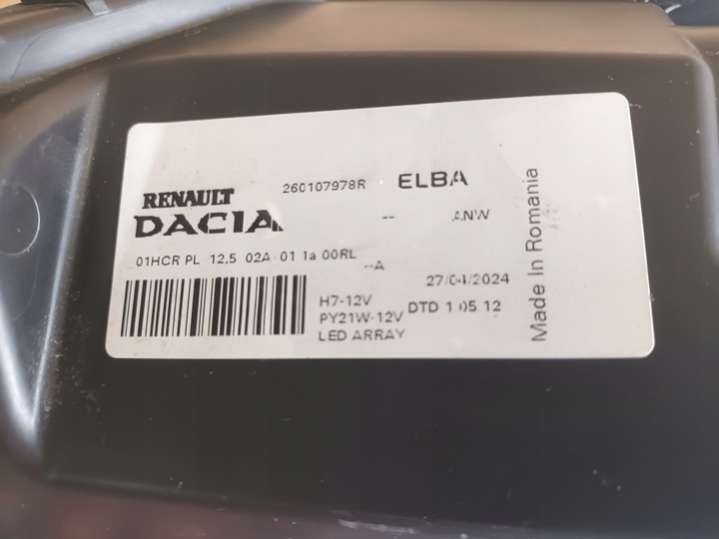 RENAULT
DACIA
260107978R ELBA
-- ANW
01HCR PL 12,5 02A 01 1a 00RL
--A
27/04/2024
H7-12V
PY21W-12V DTD 1 05 12
LED ARRAY
Made In Romania